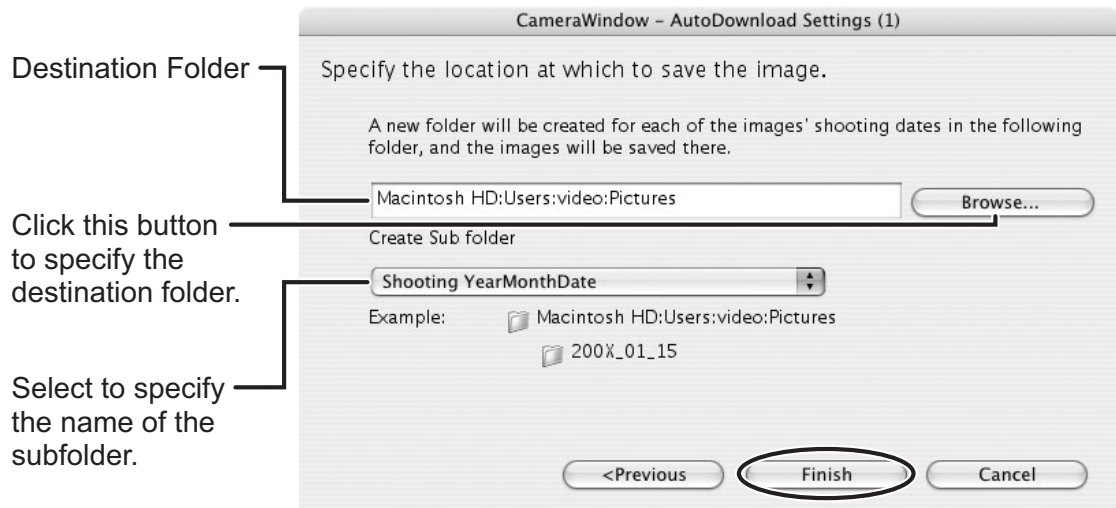 CameraWindow – AutoDownload Settings (1)
Destination Folder
Specify the location at which to save the image.
A new folder will be created for each of the images' shooting dates in the following
folder, and the images will be saved there.
Macintosh HD:Users:video:Pictures
Browse...
Click this button
to specify the
destination folder.
Create Sub folder
Shooting YearMonthDate
Example:
Macintosh HD:Users:video:Pictures
200X_01_15
Select to specify
the name of the
subfolder.
<Previous
Finish
Cancel